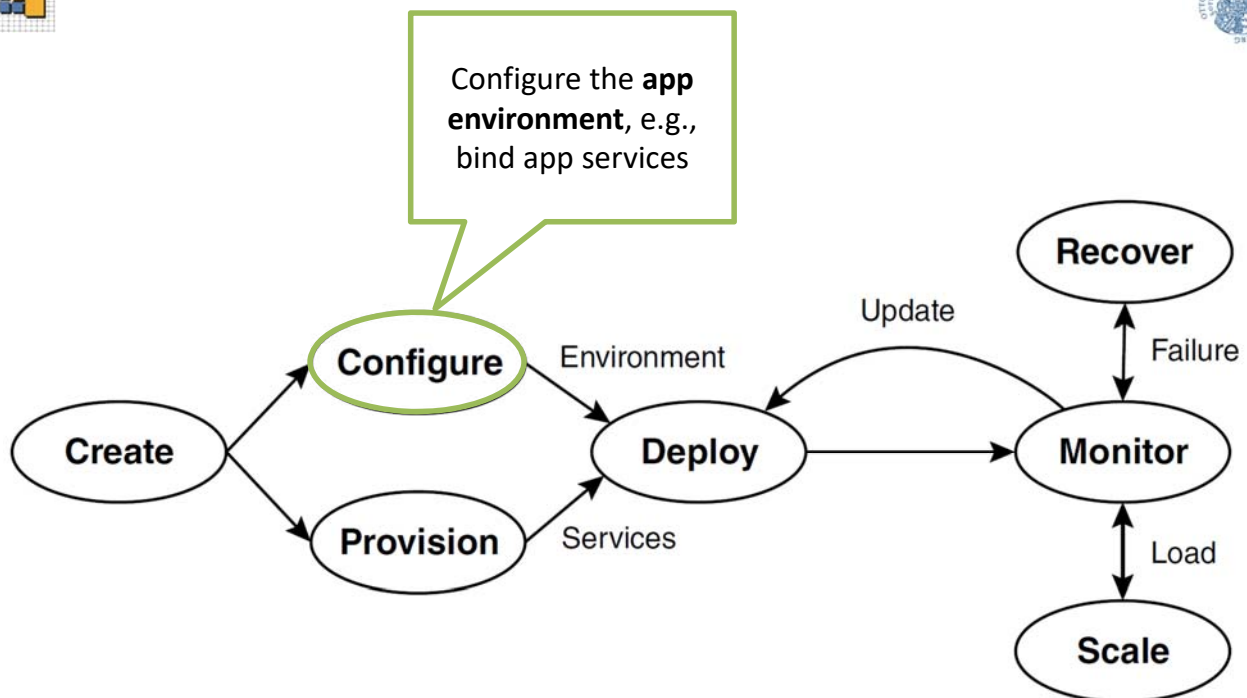 Configure the app
environment, e.g.,
bind app services
Recover
Update
Failure
Configure
Environment
Create
Deploy
Monitor
Provision
Services
Load
Scale